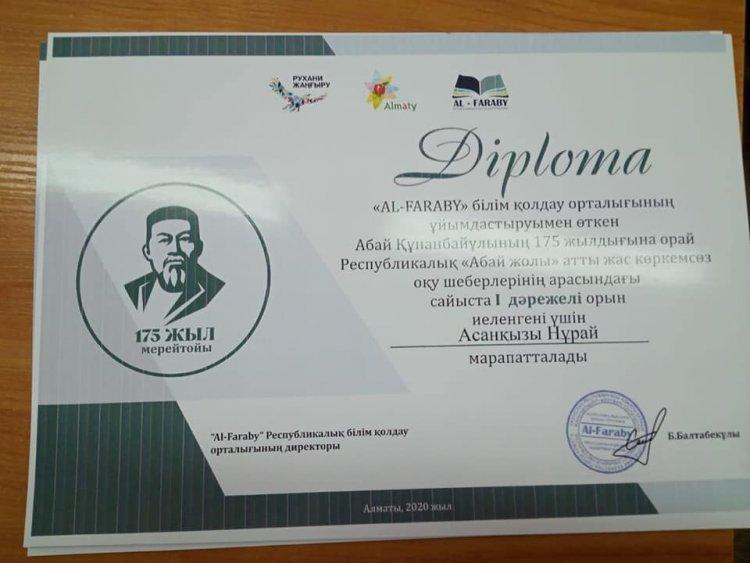 РУХАНИ
ЖАҢҒЫРУ
Almaty
AL - FARABY
Diploma
«AL-FARABY» білім қолдау орталығының
ұйымдастыруымен өткен
Абай Құнанбайұлының 175 жылдығына орай
Республикалық «Абай жолы» атты жас көркемсөз
оқу шеберлерінің арасындағы
сайыста І дәрежелі орын
иеленгені үшін
Асанқызы Нұрай
марапатталады
175 ЖЫЛ
мерейтойы
"Al-Faraby" Республикалық білім қолдау
орталығының директоры
Al-Faraby
Б.Балтабекұлы
Алматы, 2020 жыл